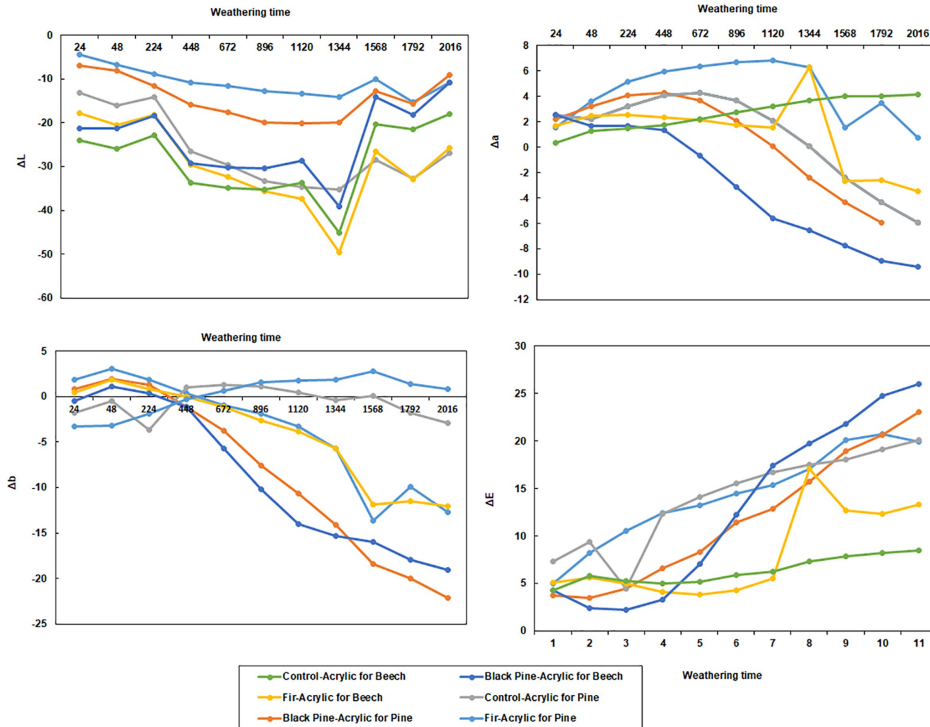 Weathering time
24 48 224 448 672 896 1120 1344 1568 1792 2016
0
-10
-20
-30
-40
-50
-60
ΔL
Weathering time
24 48 224 448 672 896 1120 1344 1568 1792 2016
8
6
4
2
0
-2
-4
-6
-8
-10
-12
Δa
Weathering time
5
0
-5
-10
-15
-20
-25
24 48 224 448 672 896 1120 1344 1568 1792 2016
Δb
30
25
20
15
10
5
0
ΔE
1 2 3 4 5 6 7 8 9 10 11
Weathering time
Control-Acrylic for Beech
Black Pine-Acrylic for Beech
Fir-Acrylic for Beech
Control-Acrylic for Pine
Black Pine-Acrylic for Pine
Fir-Acrylic for Pine